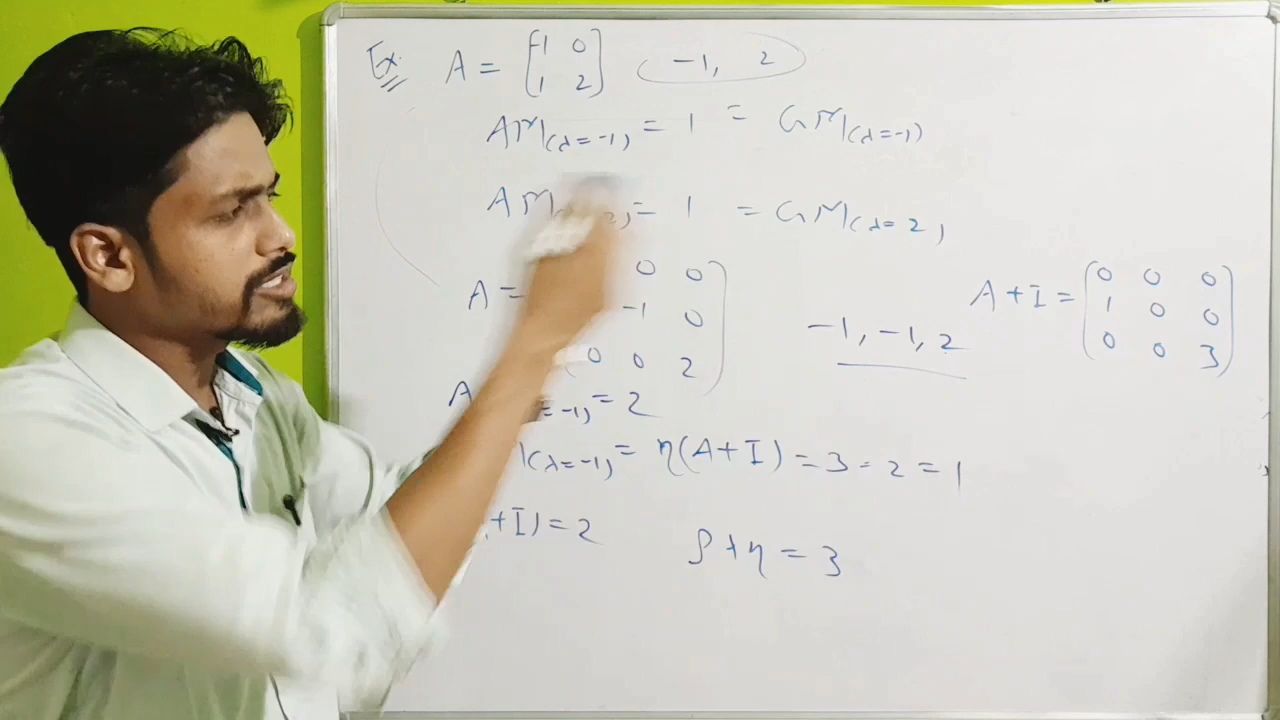 Ex. A = [-1 0 1 2] -1, 2
AM(λ=-1) = 1 = GM(λ=-1)
AM 2) = 1 = GM(λ=2)
A = 0 0
-1 0
0 0 2
-1, -1, 2
A + I = (0 0 0
1 0 0
0 0 3)
A =-1) = 2
(λ=-1) = η(A+I) = 3 - 2 = 1
+I) = 2 ρ + η = 3